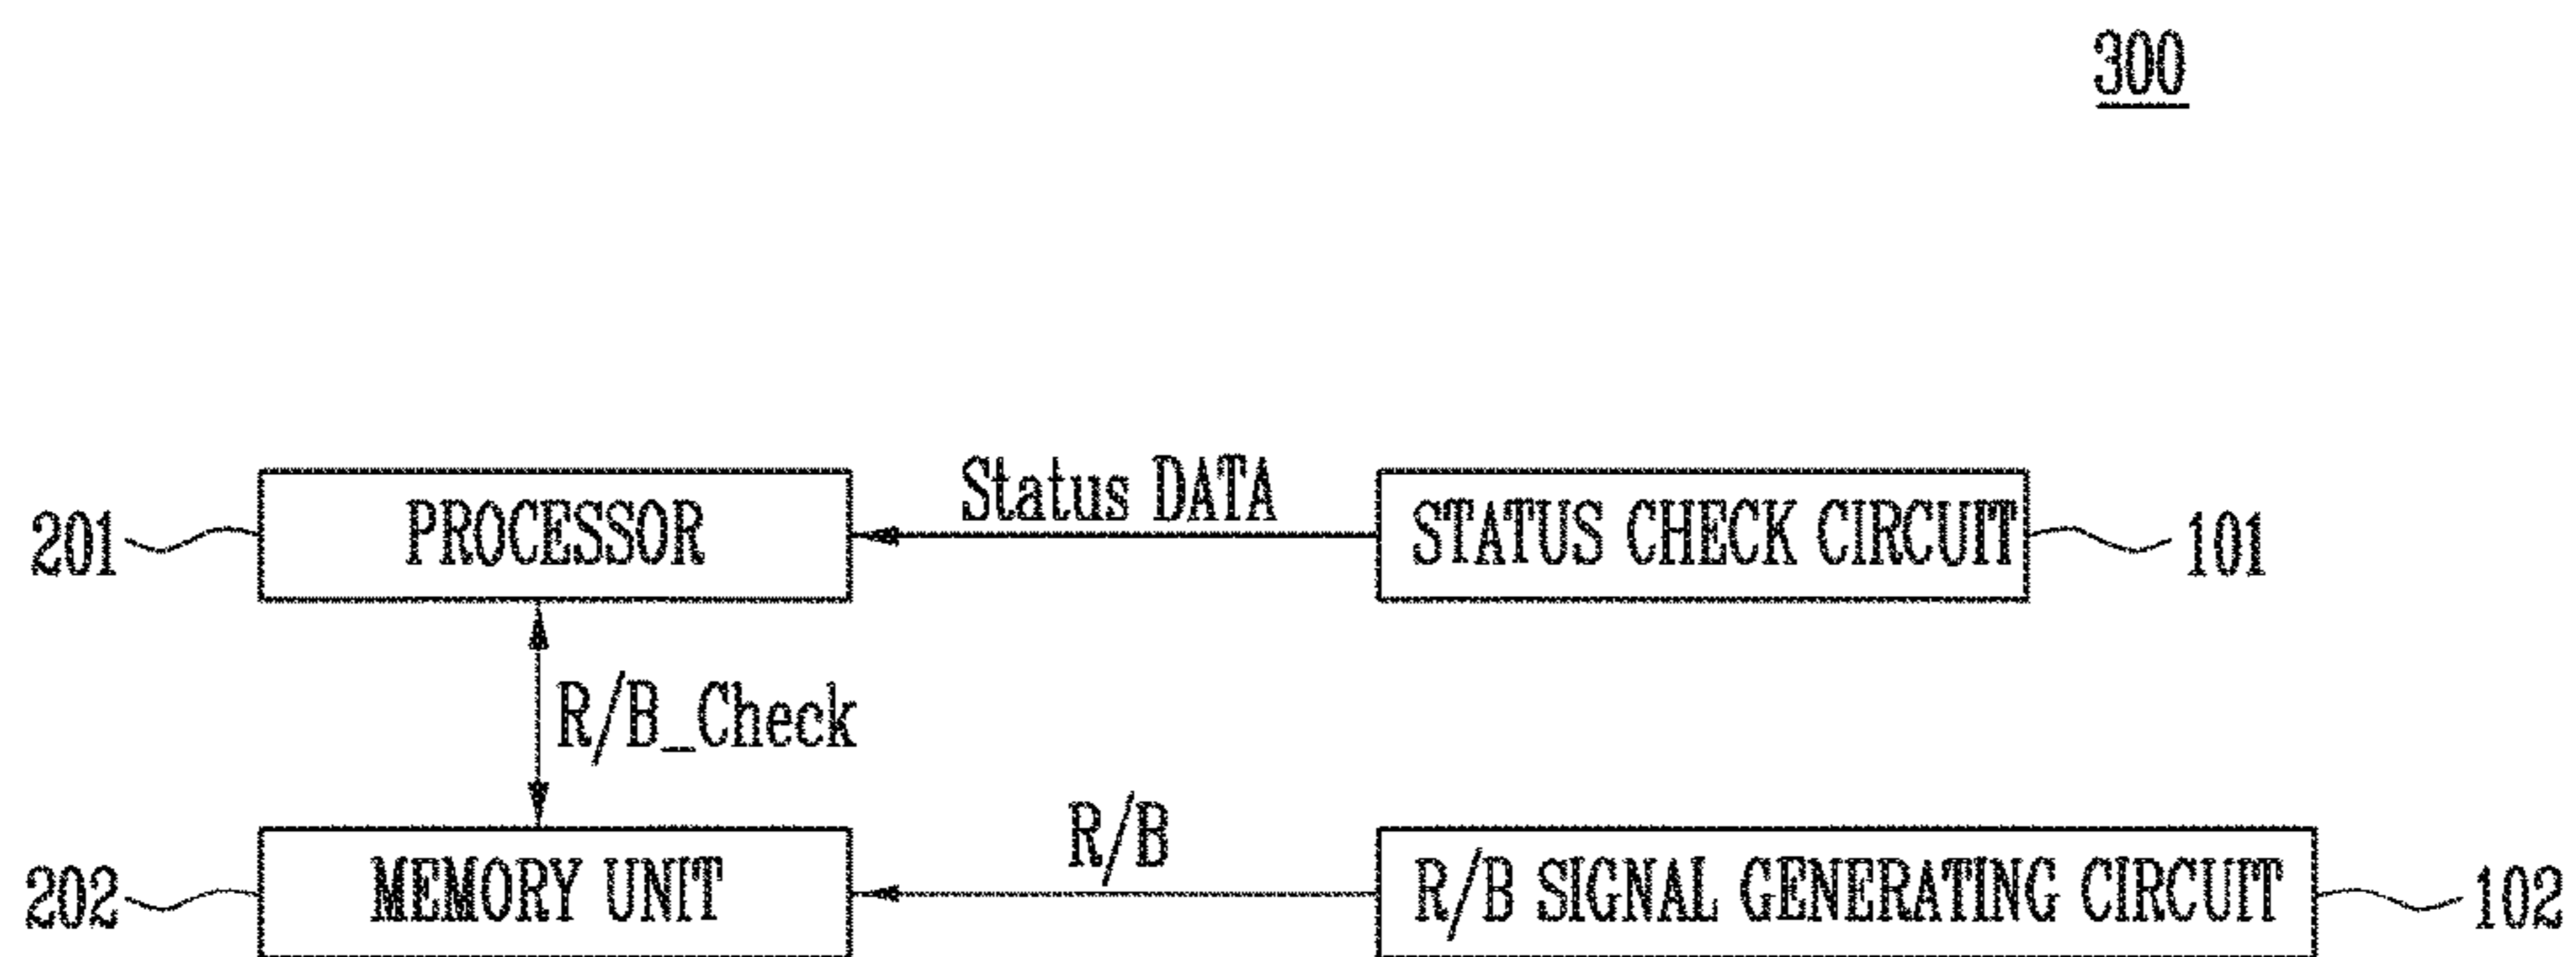 300
Status DATA
201 PROCESSOR STATUS CHECK CIRCUIT 101
R/B_Check
R/B
202 MEMORY UNIT R/B SIGNAL GENERATING CIRCUIT 102